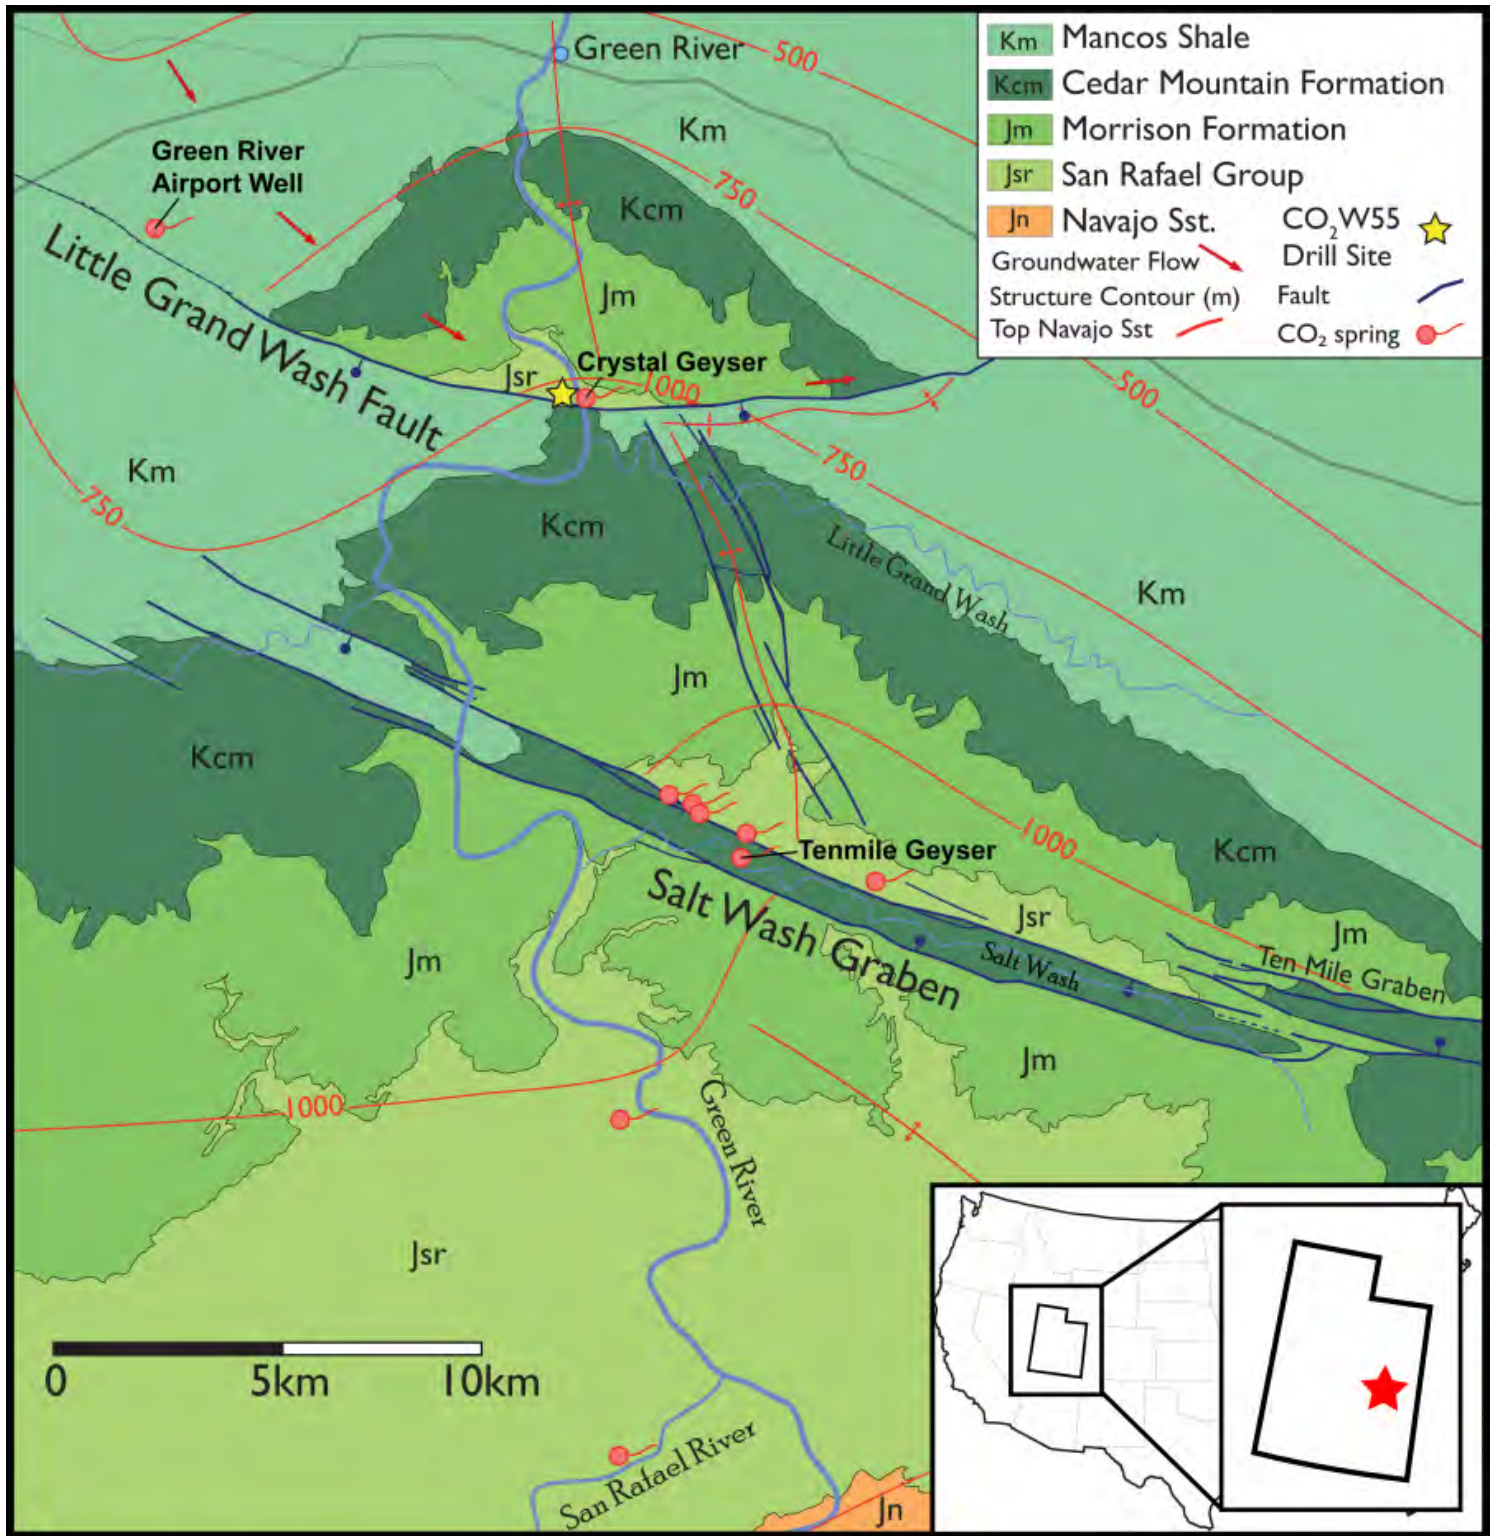 Green River
500
Km
Mancos Shale
Kcm
Cedar Mountain Formation
Jm
Morrison Formation
Jsr
San Rafael Group
Jn
Navajo Sst.
CO2W55
Drill Site
Groundwater Flow
Structure Contour (m)
Fault
Top Navajo Sst
CO2 spring
Km
Green River
Airport Well
750
Kcm
Little Grand Wash Fault
Jm
Crystal Geyser
Jsr
1000
500
Km
750
750
Kcm
Little Grand Wash
Km
Jm
Kcm
1000
Kcm
Tenmile Geyser
Salt Wash Graben
Jsr
Jm
Jm
Salt Wash
Ten Mile Graben
Jm
1000
Green River
Jsr
0 5km 10km
San Rafael River
Jn